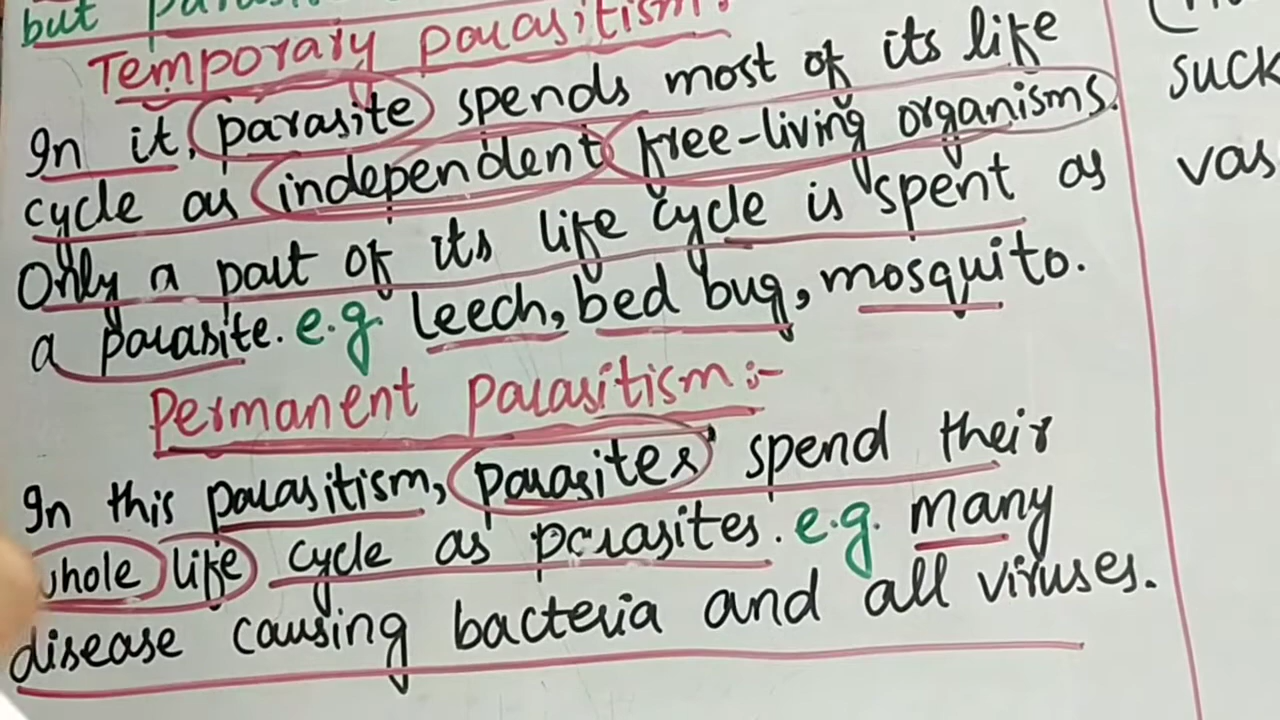 but
Temporary parasitism:
In it, parasite spends most of its life
cycle as independent free-living organisms.
Only a part of its life cycle is spent as
a parasite. e.g. leech, bed bug, mosquito.
Permanent Parasitism:-
In this parasitism, parasites spend their
whole life cycle as parasites. e.g. many
disease causing bacteria and all viruses.
suck
vas